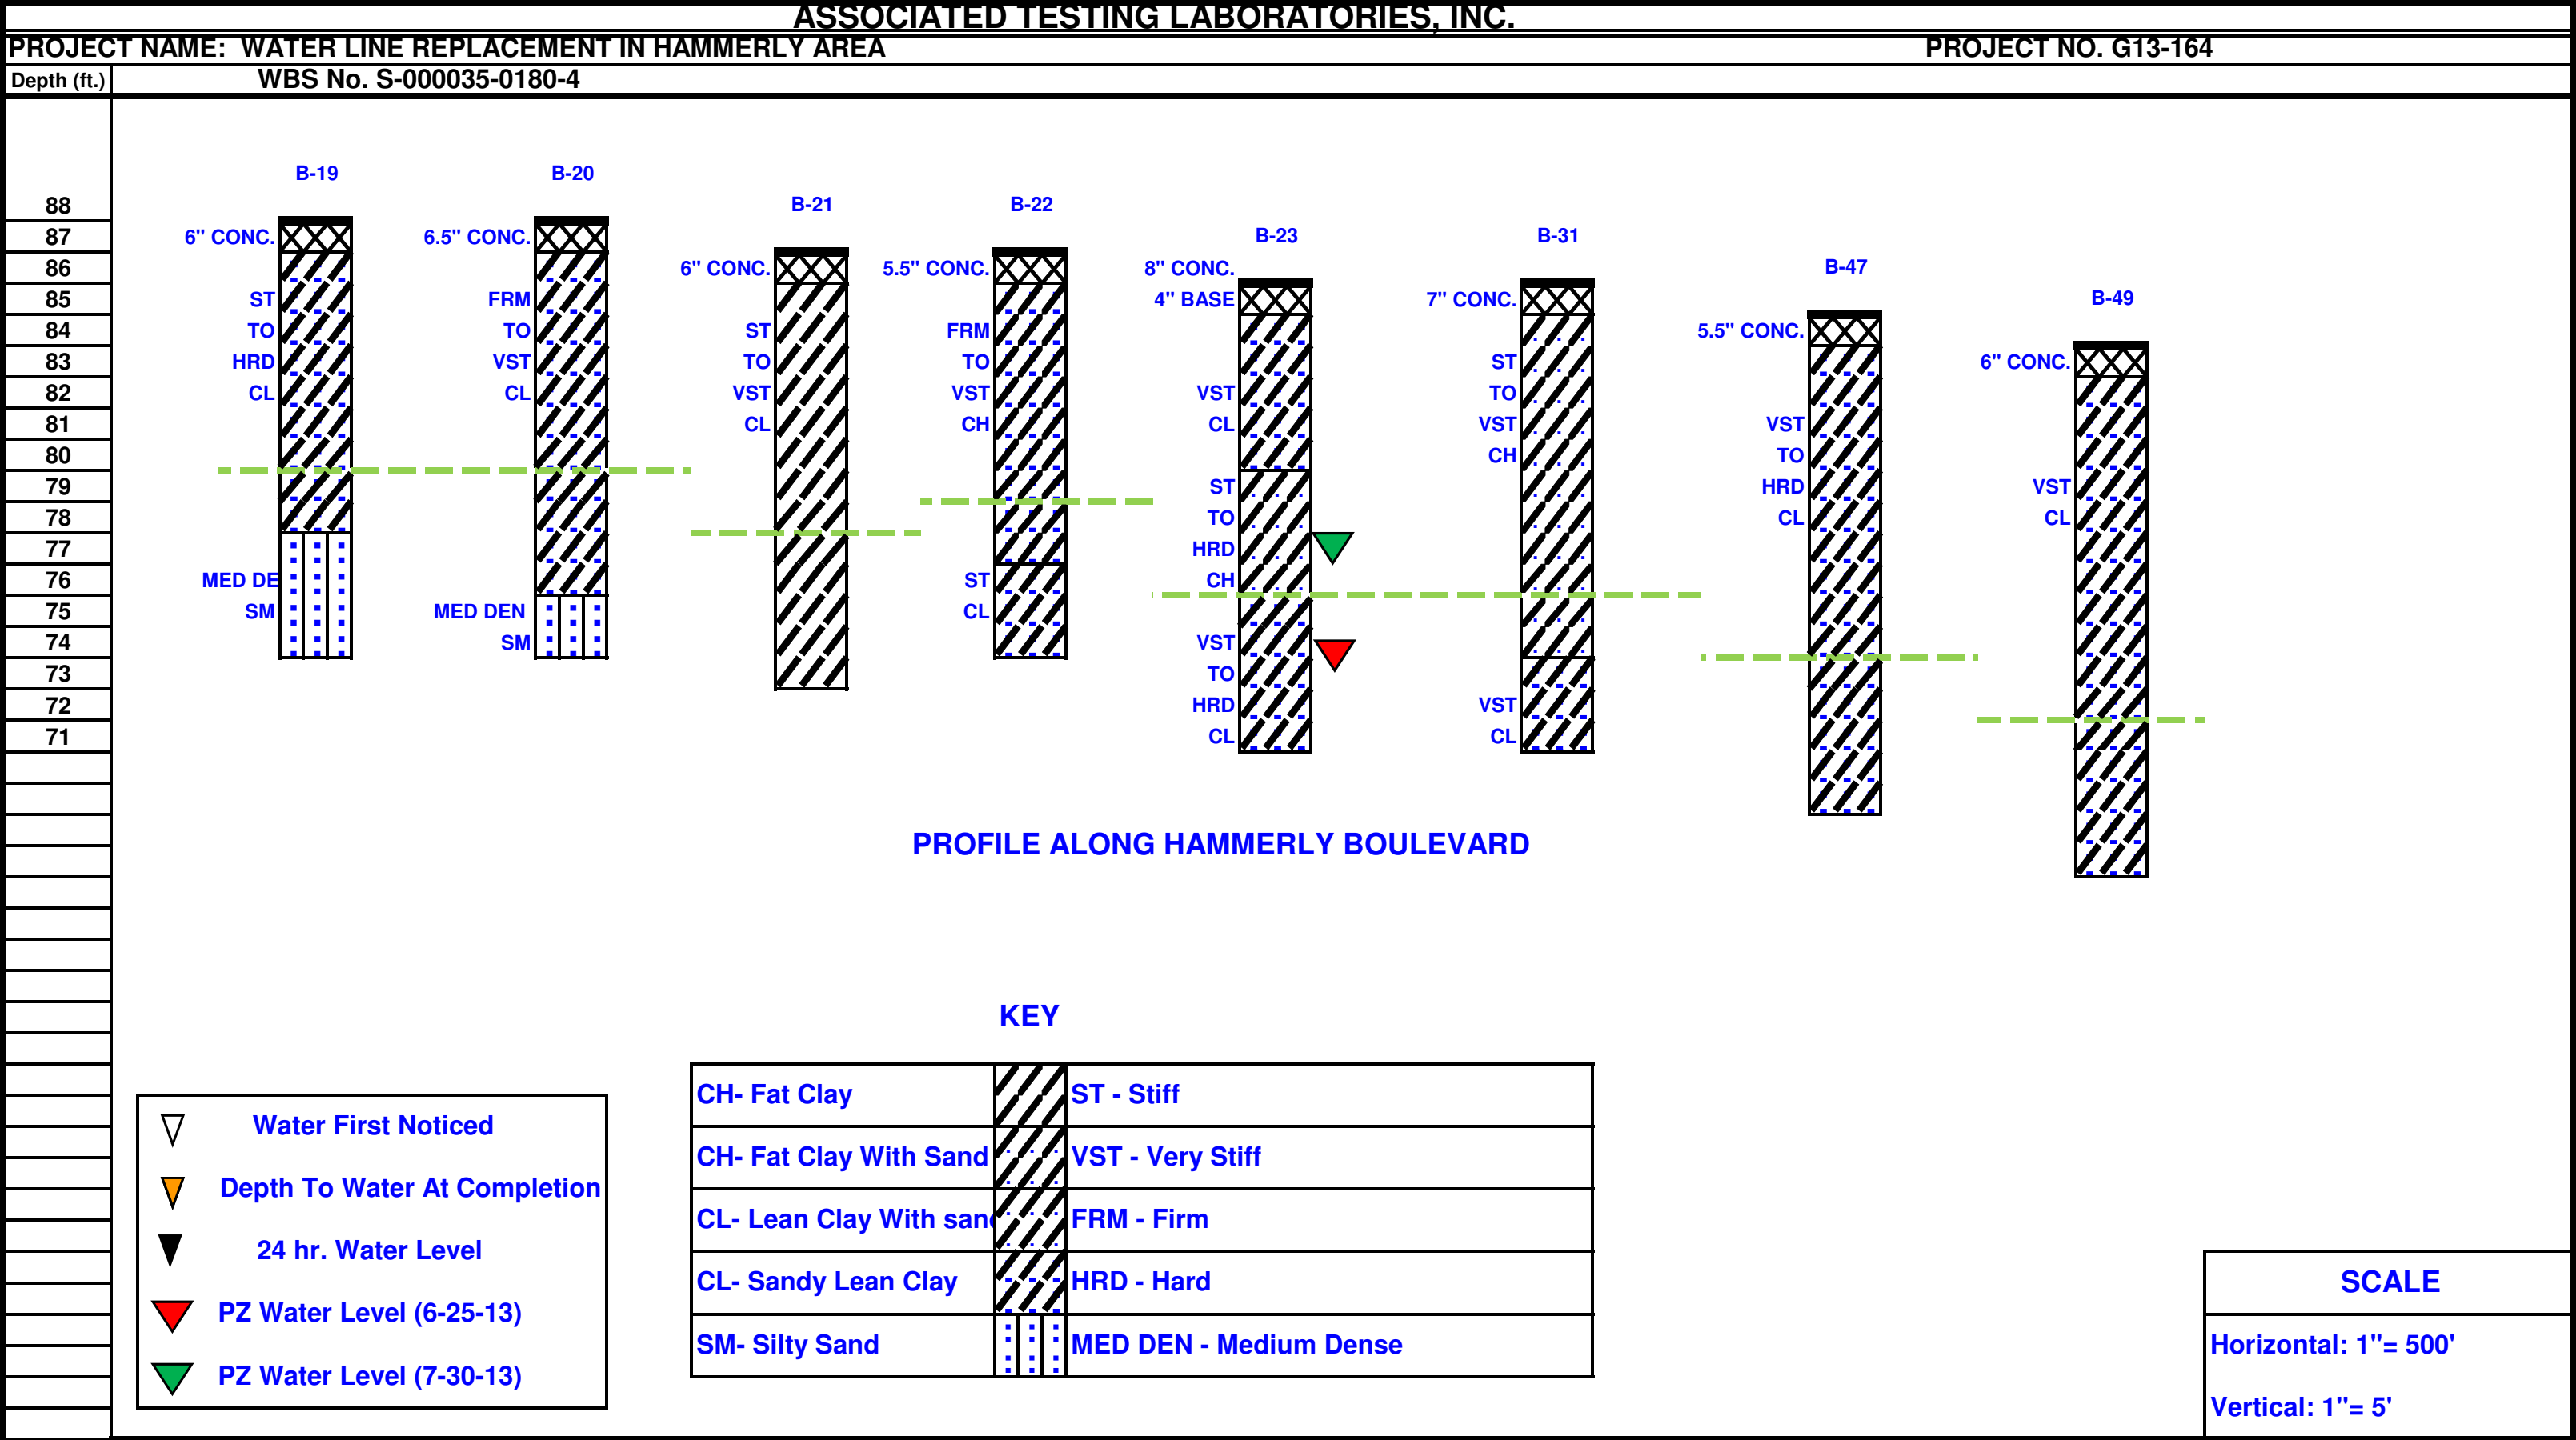 ASSOCIATED TESTING LABORATORIES, INC.
PROJECT NAME: WATER LINE REPLACEMENT IN HAMMERLY AREA
PROJECT NO. G13-164
Depth (ft.)
WBS No. S-000035-0180-4
88
87
86
85
84
83
82
81
80
79
78
77
76
75
74
73
72
71
B-19
6" CONC.
ST
TO
HRD
CL
MED DE
SM
B-20
6.5" CONC.
FRM
TO
VST
CL
MED DEN
SM
B-21
6" CONC.
ST
TO
VST
CL
B-22
5.5" CONC.
FRM
TO
VST
CH
ST
CL
B-23
8" CONC.
4" BASE
VST
CL
ST
TO
HRD
CH
VST
TO
HRD
CL
B-31
7" CONC.
ST
TO
VST
CH
VST
CL
B-47
5.5" CONC.
VST
TO
HRD
CL
B-49
6" CONC.
VST
CL
PROFILE ALONG HAMMERLY BOULEVARD
KEY
CH- Fat Clay
ST - Stiff
CH- Fat Clay With Sand
VST - Very Stiff
CL- Lean Clay With sand
FRM - Firm
CL- Sandy Lean Clay
HRD - Hard
SM- Silty Sand
MED DEN - Medium Dense
Water First Noticed
Depth To Water At Completion
24 hr. Water Level
PZ Water Level (6-25-13)
PZ Water Level (7-30-13)
SCALE
Horizontal: 1"= 500'
Vertical: 1"= 5'